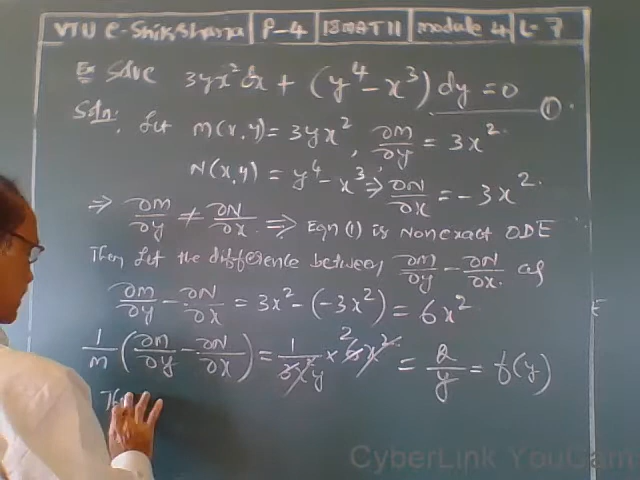 VTU e-Shikshana | P-4 | 18MAT11 | module 4 | L-7
Ex Solve 3yx² dx + (y⁴ - x³) dy = 0 ①
Soln: Let M(x,y) = 3yx², ∂M/∂y = 3x²
N(x,y) = y⁴ - x³, ⇒ ∂N/∂x = -3x².
⇒ ∂M/∂y ≠ ∂N/∂x ⇒ Eqn (1) is Nonexact ODE
Then Let the difference between ∂M/∂y - ∂N/∂x. as
∂M/∂y - ∂N/∂x = 3x² - (-3x²) = 6x²
1/M (∂M/∂y - ∂N/∂x) = 1/3x²y × 6x² 2 = 2/y = f(y)
CyberLink YouCam